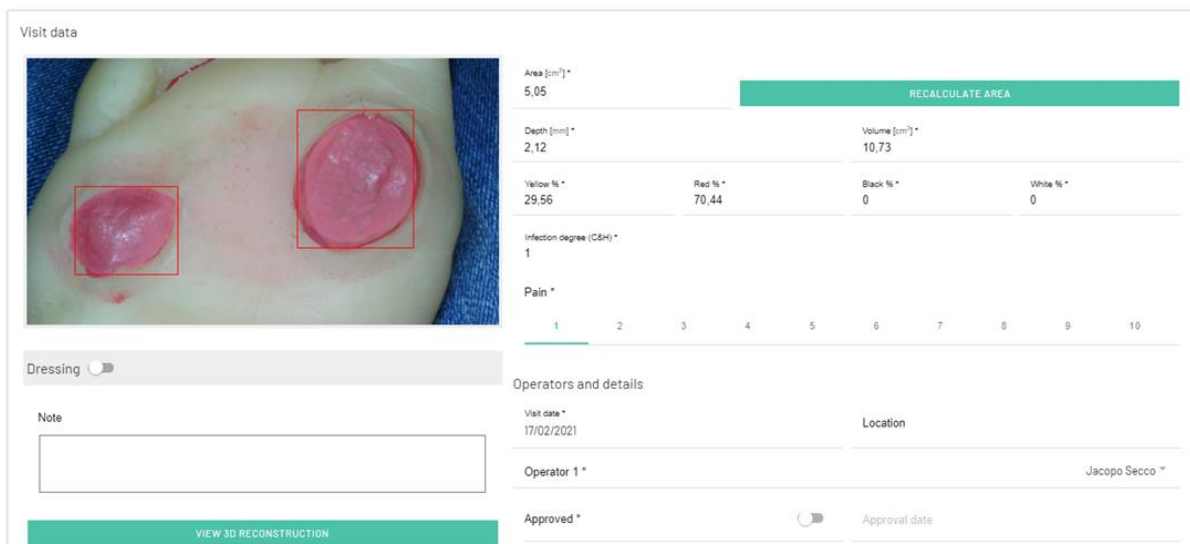 Visit data
Area [cm²] *
5,05
RECALCULATE AREA
Depth [mm] *
2,12
Volume [cm³] *
10,73
Yellow % *
29,56
Red % *
70,44
Black % *
0
White % *
0
Infection degree (C&H) *
1
Pain *
1 2 3 4 5 6 7 8 9 10
Dressing
Note
VIEW 3D RECONSTRUCTION
Operators and details
Visit date *
17/02/2021
Location
Operator 1 *
Jacopo Secco
Approved *
Approval date